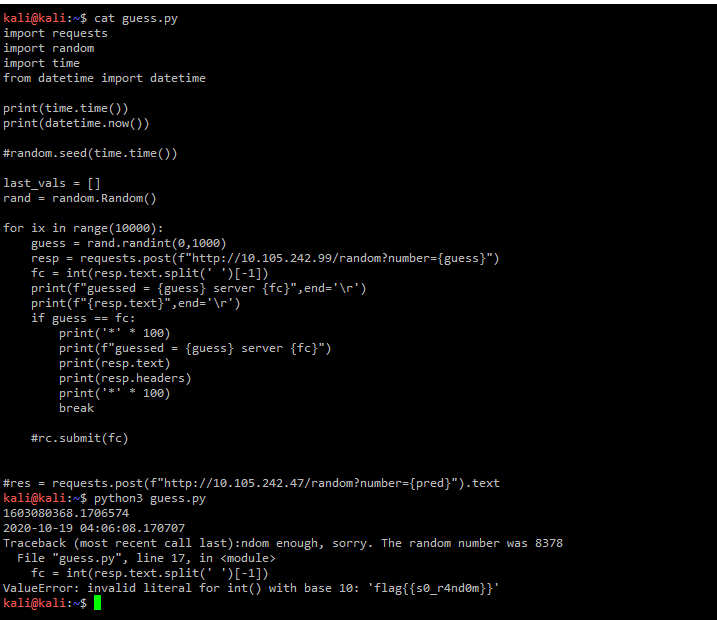 kali@kali:~$ cat guess.py
import requests
import random
import time
from datetime import datetime

print(time.time())
print(datetime.now())

#random.seed(time.time())

last_vals = []
rand = random.Random()

for ix in range(10000):
    guess = rand.randint(0,1000)
    resp = requests.post(f"http://10.105.242.99/random?number={guess}")
    fc = int(resp.text.split(' ')[-1])
    print(f"guessed = {guess} server {fc}",end='\r')
    print(f"{resp.text}",end='\r')
    if guess == fc:
        print('*' * 100)
        print(f"guessed = {guess} server {fc}")
        print(resp.text)
        print(resp.headers)
        print('*' * 100)
        break

    #rc.submit(fc)


#res = requests.post(f"http://10.105.242.47/random?number={pred}").text
kali@kali:~$ python3 guess.py
1603080368.1706574
2020-10-19 04:06:08.170707
Traceback (most recent call last):ndom enough, sorry. The random number was 8378
  File "guess.py", line 17, in <module>
    fc = int(resp.text.split(' ')[-1])
ValueError: invalid literal for int() with base 10: 'flag{{s0_r4nd0m}}'
kali@kali:~$